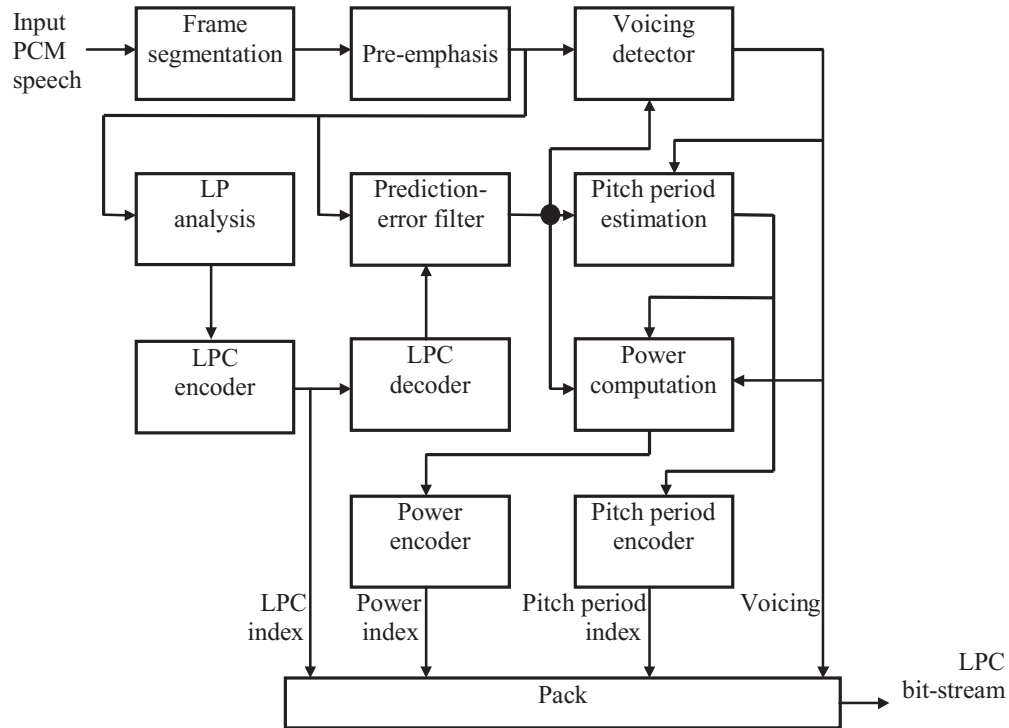 Input
PCM
speech
Frame
segmentation
Pre-emphasis
Voicing
detector
LP
analysis
Prediction-
error filter
Pitch period
estimation
LPC
encoder
LPC
decoder
Power
computation
Power
encoder
Pitch period
encoder
LPC
index
Power
index
Pitch period
index
Voicing
Pack
LPC
bit-stream